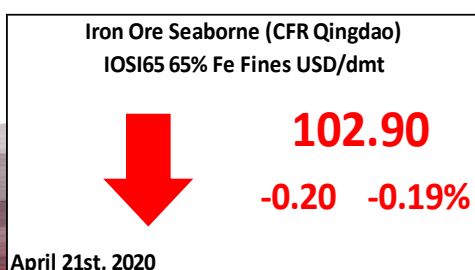 Iron Ore Seaborne (CFR Qingdao)
IOSI65 65% Fe Fines USD/dmt
102.90
-0.20 -0.19%
April 21st, 2020